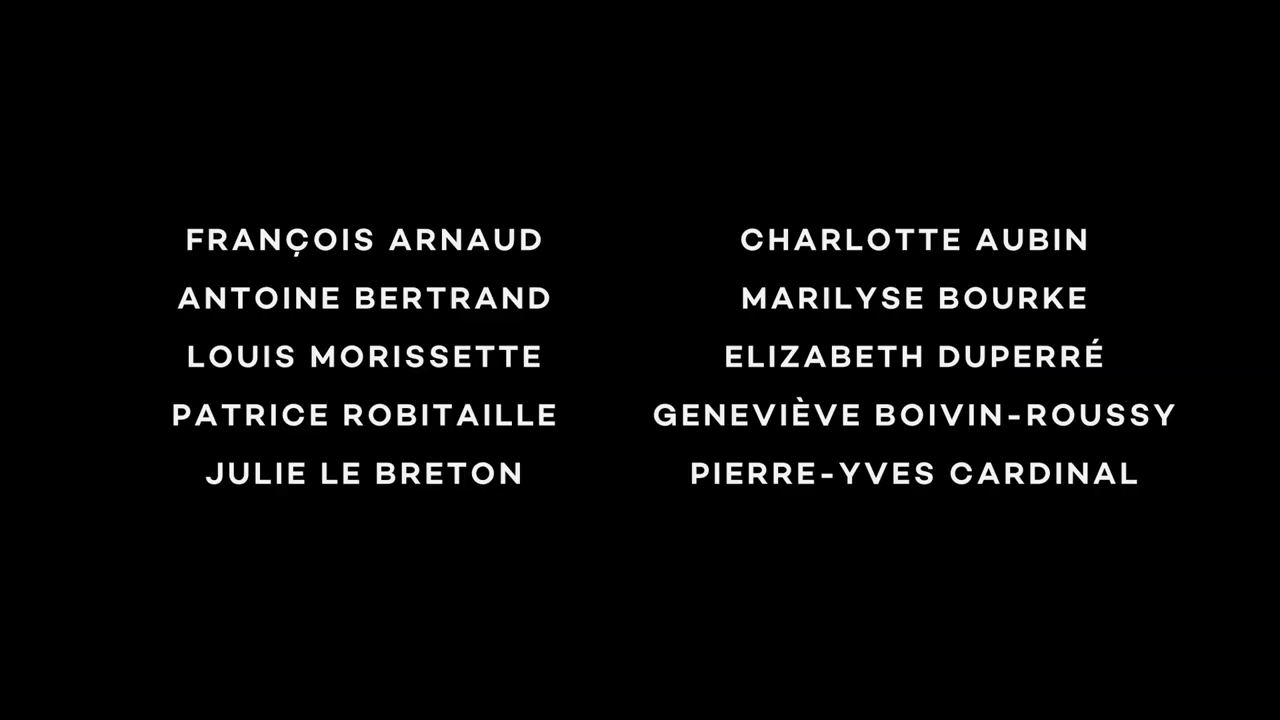 FRANÇOIS ARNAUD
ANTOINE BERTRAND
LOUIS MORISSETTE
PATRICE ROBITAILLE
JULIE LE BRETON
CHARLOTTE AUBIN
MARILYSE BOURKE
ELIZABETH DUPERRÉ
GENEVIÈVE BOIVIN-ROUSSY
PIERRE-YVES CARDINAL